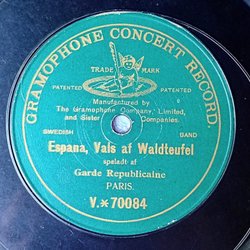 GRAMOPHONE CONCERT RECORD
TRADE MARK
PATENTED PATENTED
Manufactured by
The Gramophone Company, Limited,
and Sister Companies.
SWEDISH BAND
Espana, Vals af Waldteufel
speladt af
Garde Republicaine
PARIS.
V.*70084